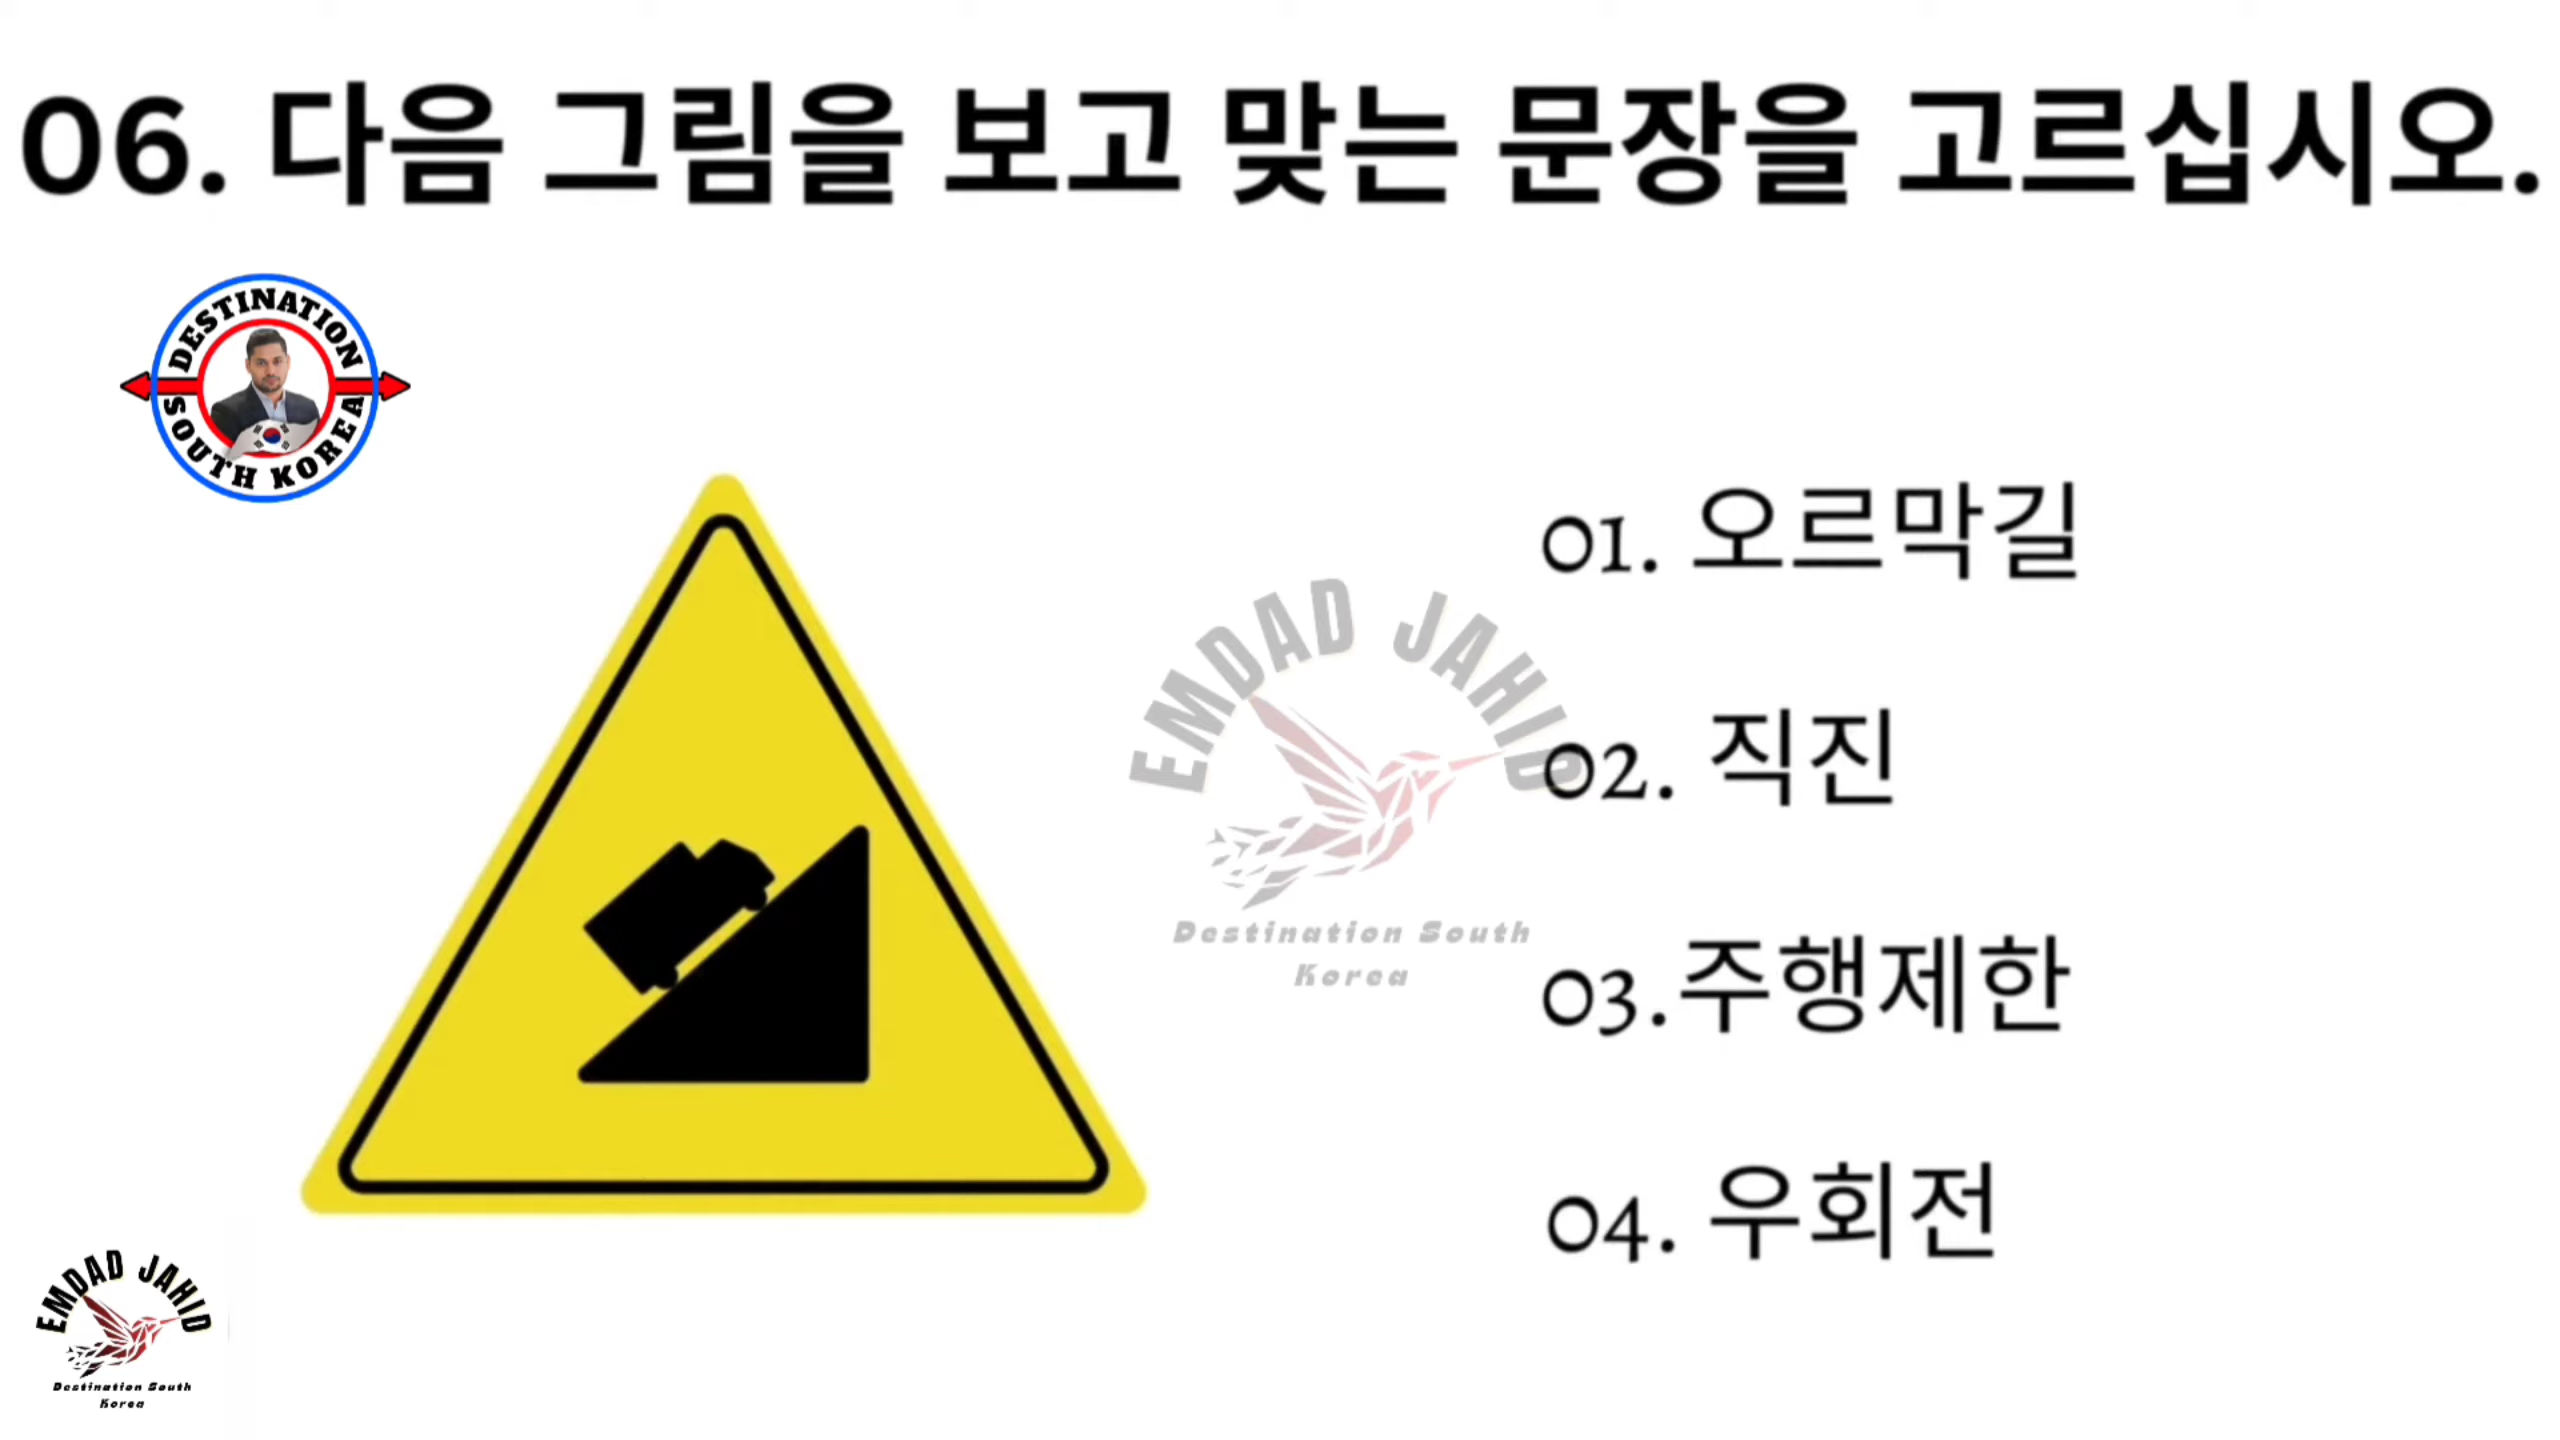 06. 다음 그림을 보고 맞는 문장을 고르십시오.
DESTINATION
SOUTH KOREA
01. 오르막길
EMDAD JAHID
02. 직진
Destination South
Korea
03.주행제한
04. 우회전
EMDAD JAHID
Destination South
Korea